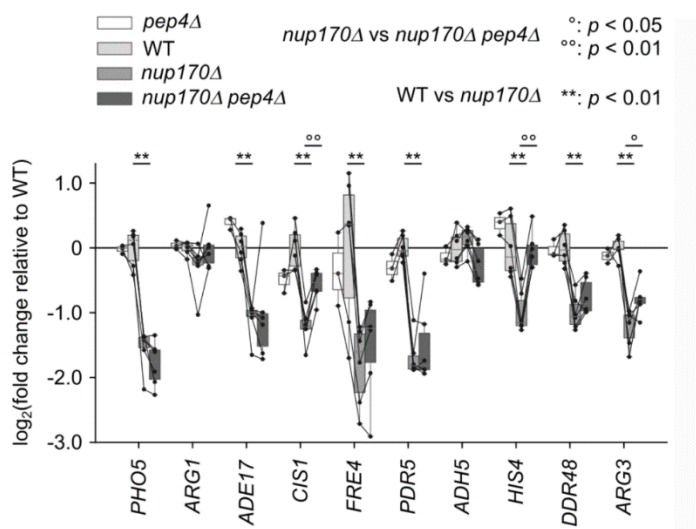 pep4Δ
WT
nup170Δ
nup170Δ pep4Δ
nup170Δ vs nup170Δ pep4Δ
°: p < 0.05
°°: p < 0.01
WT vs nup170Δ
**: p < 0.01
** ** ** °° ** ** ** °° ** ** °
log₂(fold change relative to WT)
1.0
0
-1.0
-2.0
-3.0
PHO5
ARG1
ADE17
CIS1
FRE4
PDR5
ADH5
HIS4
DDR48
ARG3